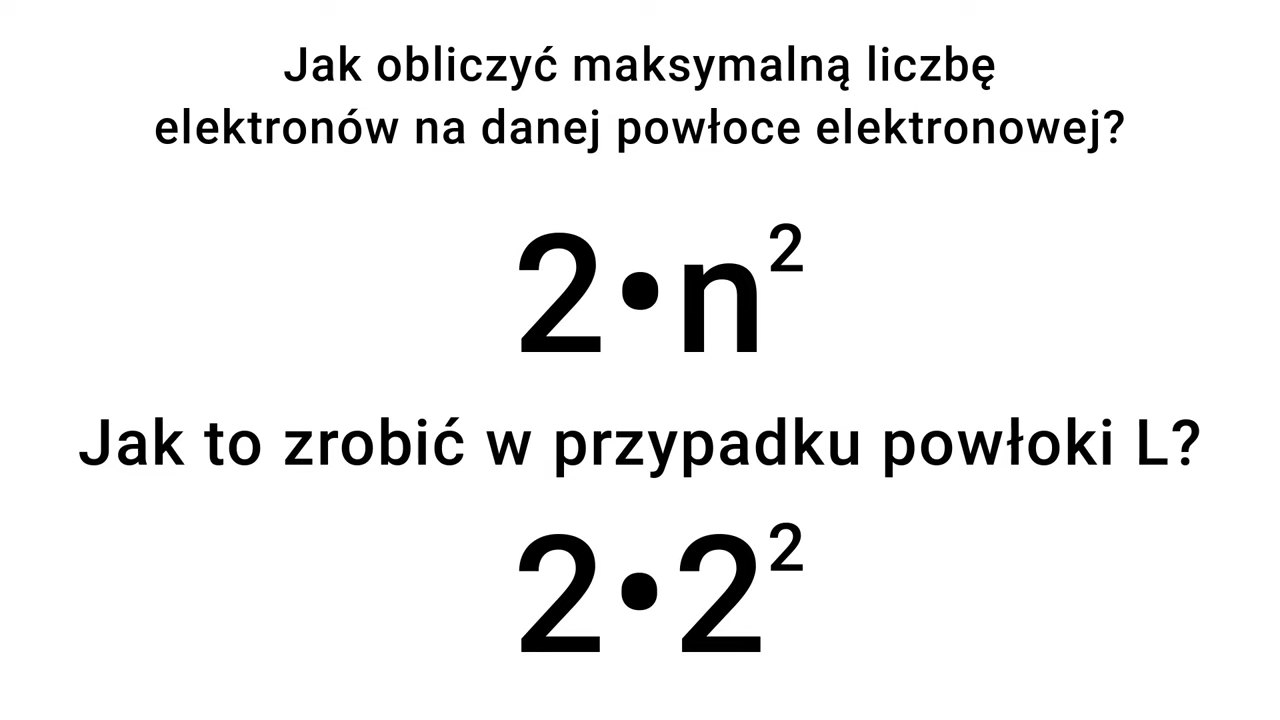 Jak obliczyć maksymalną liczbę
elektronów na danej powłoce elektronowej?
2•n²
Jak to zrobić w przypadku powłoki L?
2•2²